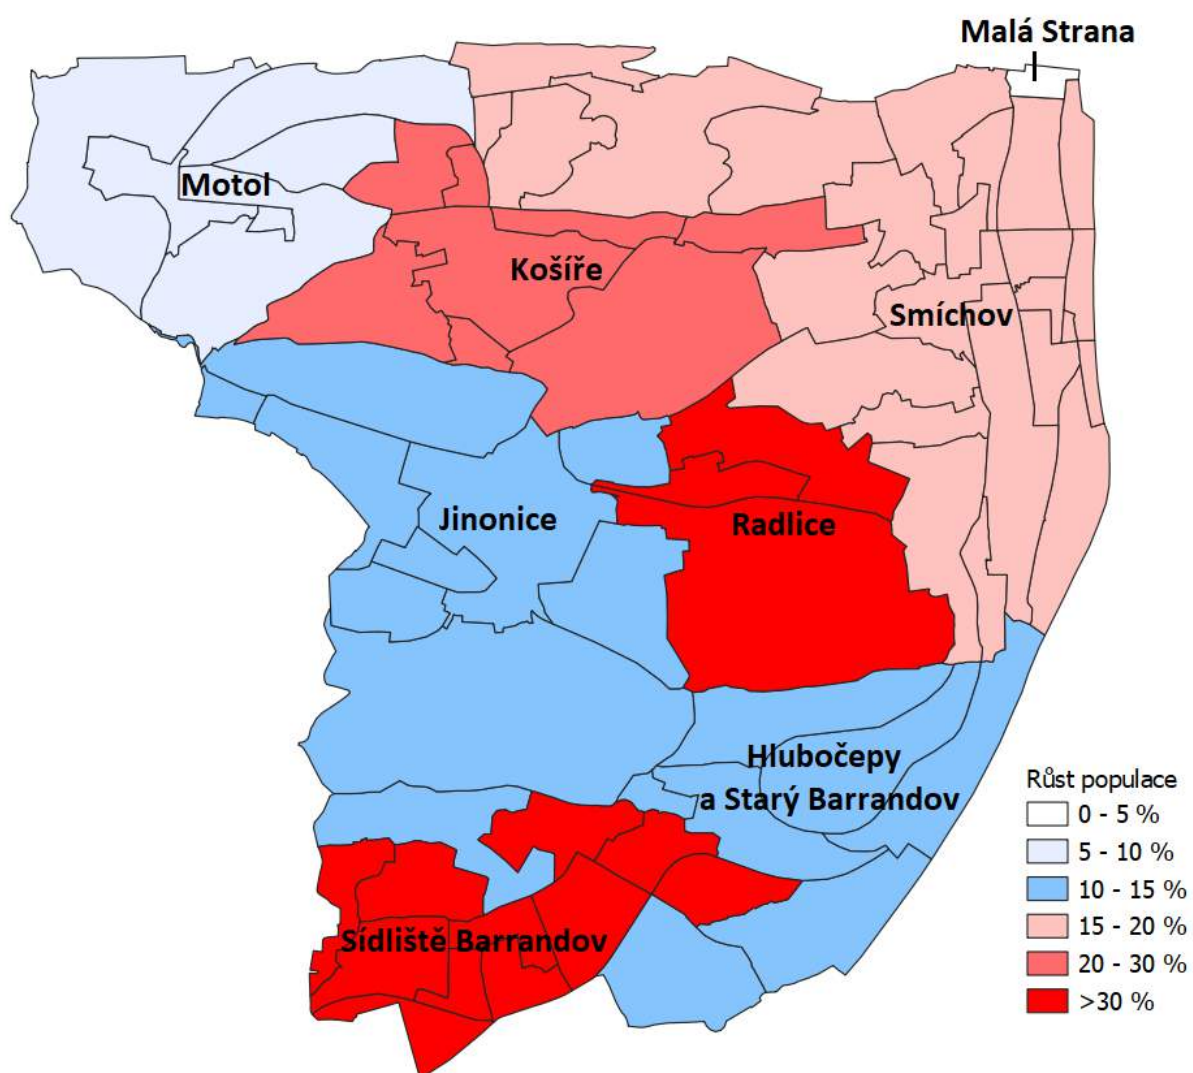 Malá Strana
Motol
Košíře
Smíchov
Jinonice
Radlice
Hlubočepy
a Starý Barrandov
Sídliště Barrandov
Růst populace
0 - 5 %
5 - 10 %
10 - 15 %
15 - 20 %
20 - 30 %
>30 %